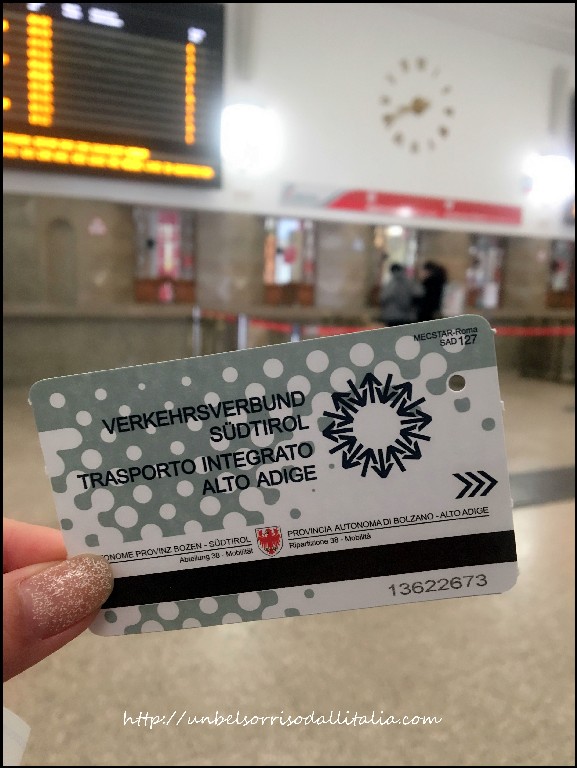 MECSTAR-Roma
SAD 127
VERKEHRSVERBUND
SÜDTIROL
TRASPORTO INTEGRATO
ALTO ADIGE
ONOME PROVINZ BOZEN - SÜDTIROL
Abteilung 38 - Mobilität
PROVINCIA AUTONOMA DI BOLZANO - ALTO ADIGE
Ripartizione 38 - Mobilità
13622673
http://unbelsorrisodallitalia.com